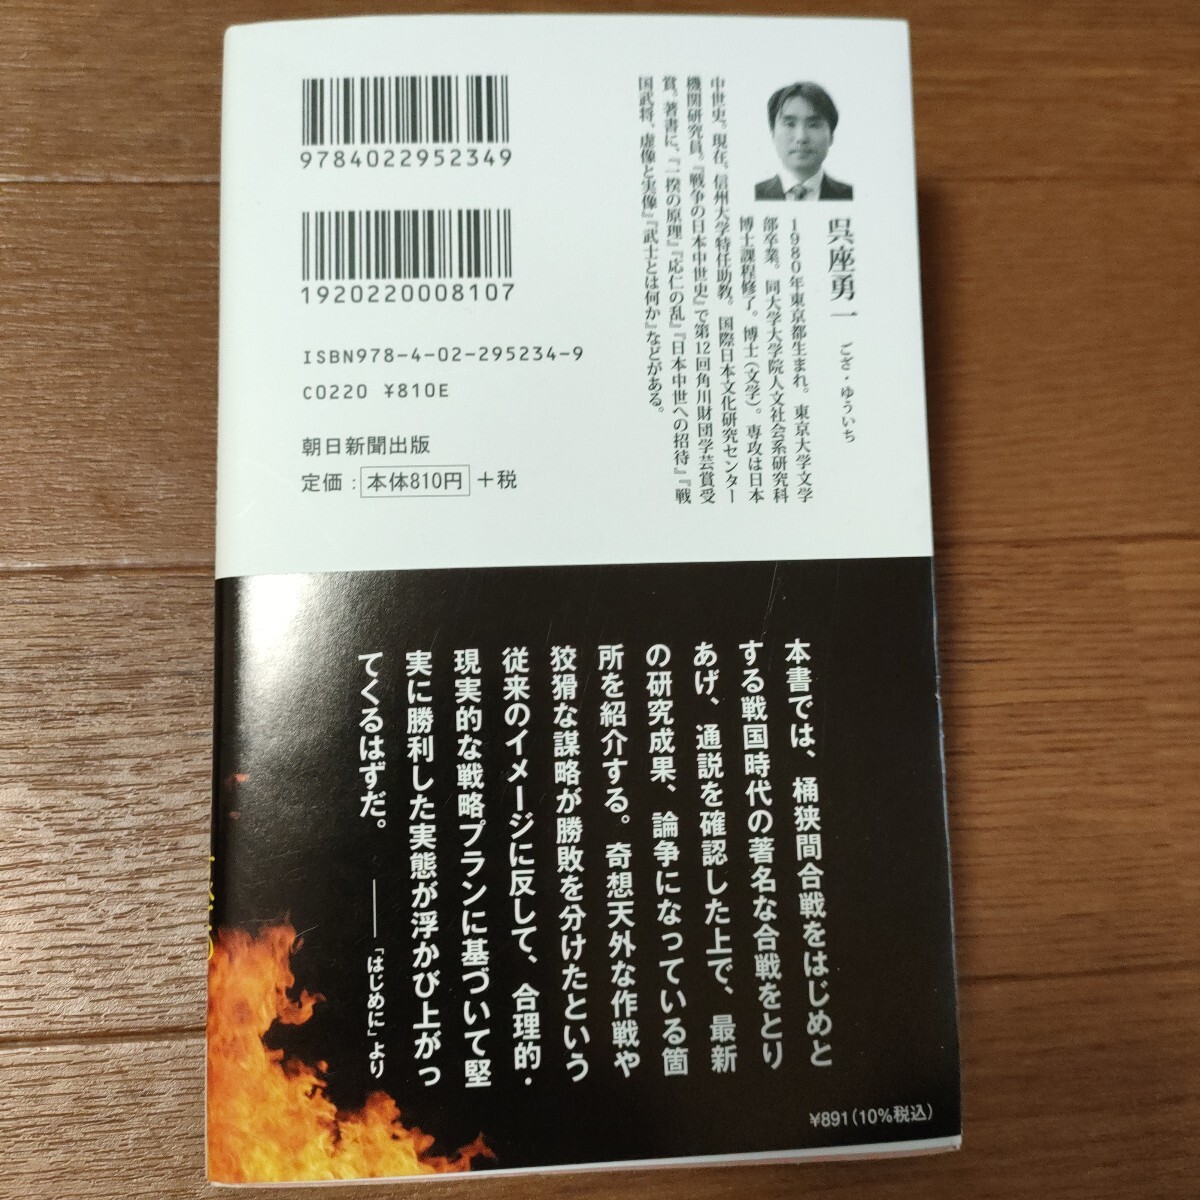 9784022952349
1920220008107
ISBN978-4-02-295234-9
C0220 ¥810E
朝日新聞出版
定価：本体810円＋税
呉座勇一 ござ・ゆういち
1980年東京都生まれ。東京大学文学
部卒業。同大学大学院人文社会系研究科
博士課程修了。博士（文学）。専攻は日本
中世史。現在、信州大学特任助教。国際日本文化研究センター
機関研究員。『戦争の日本中世史』で第12回角川財団学芸賞受
賞。著書に、『一揆の原理』『応仁の乱』『日本中世への招待』『戦
国武将、虚像と実像』『武士とは何か』などがある。
本書では、桶狭間合戦をはじめと
する戦国時代の著名な合戦をとり
あげ、通説を確認した上で、最新
の研究成果、論争になっている箇
所を紹介する。奇想天外な作戦や
狡猾な謀略が勝敗を分けたという
従来のイメージに反して、合理的・
現実的な戦略プランに基づいて堅
実に勝利した実態が浮かび上がっ
てくるはずだ。
――「はじめに」より
¥891（10%税込）